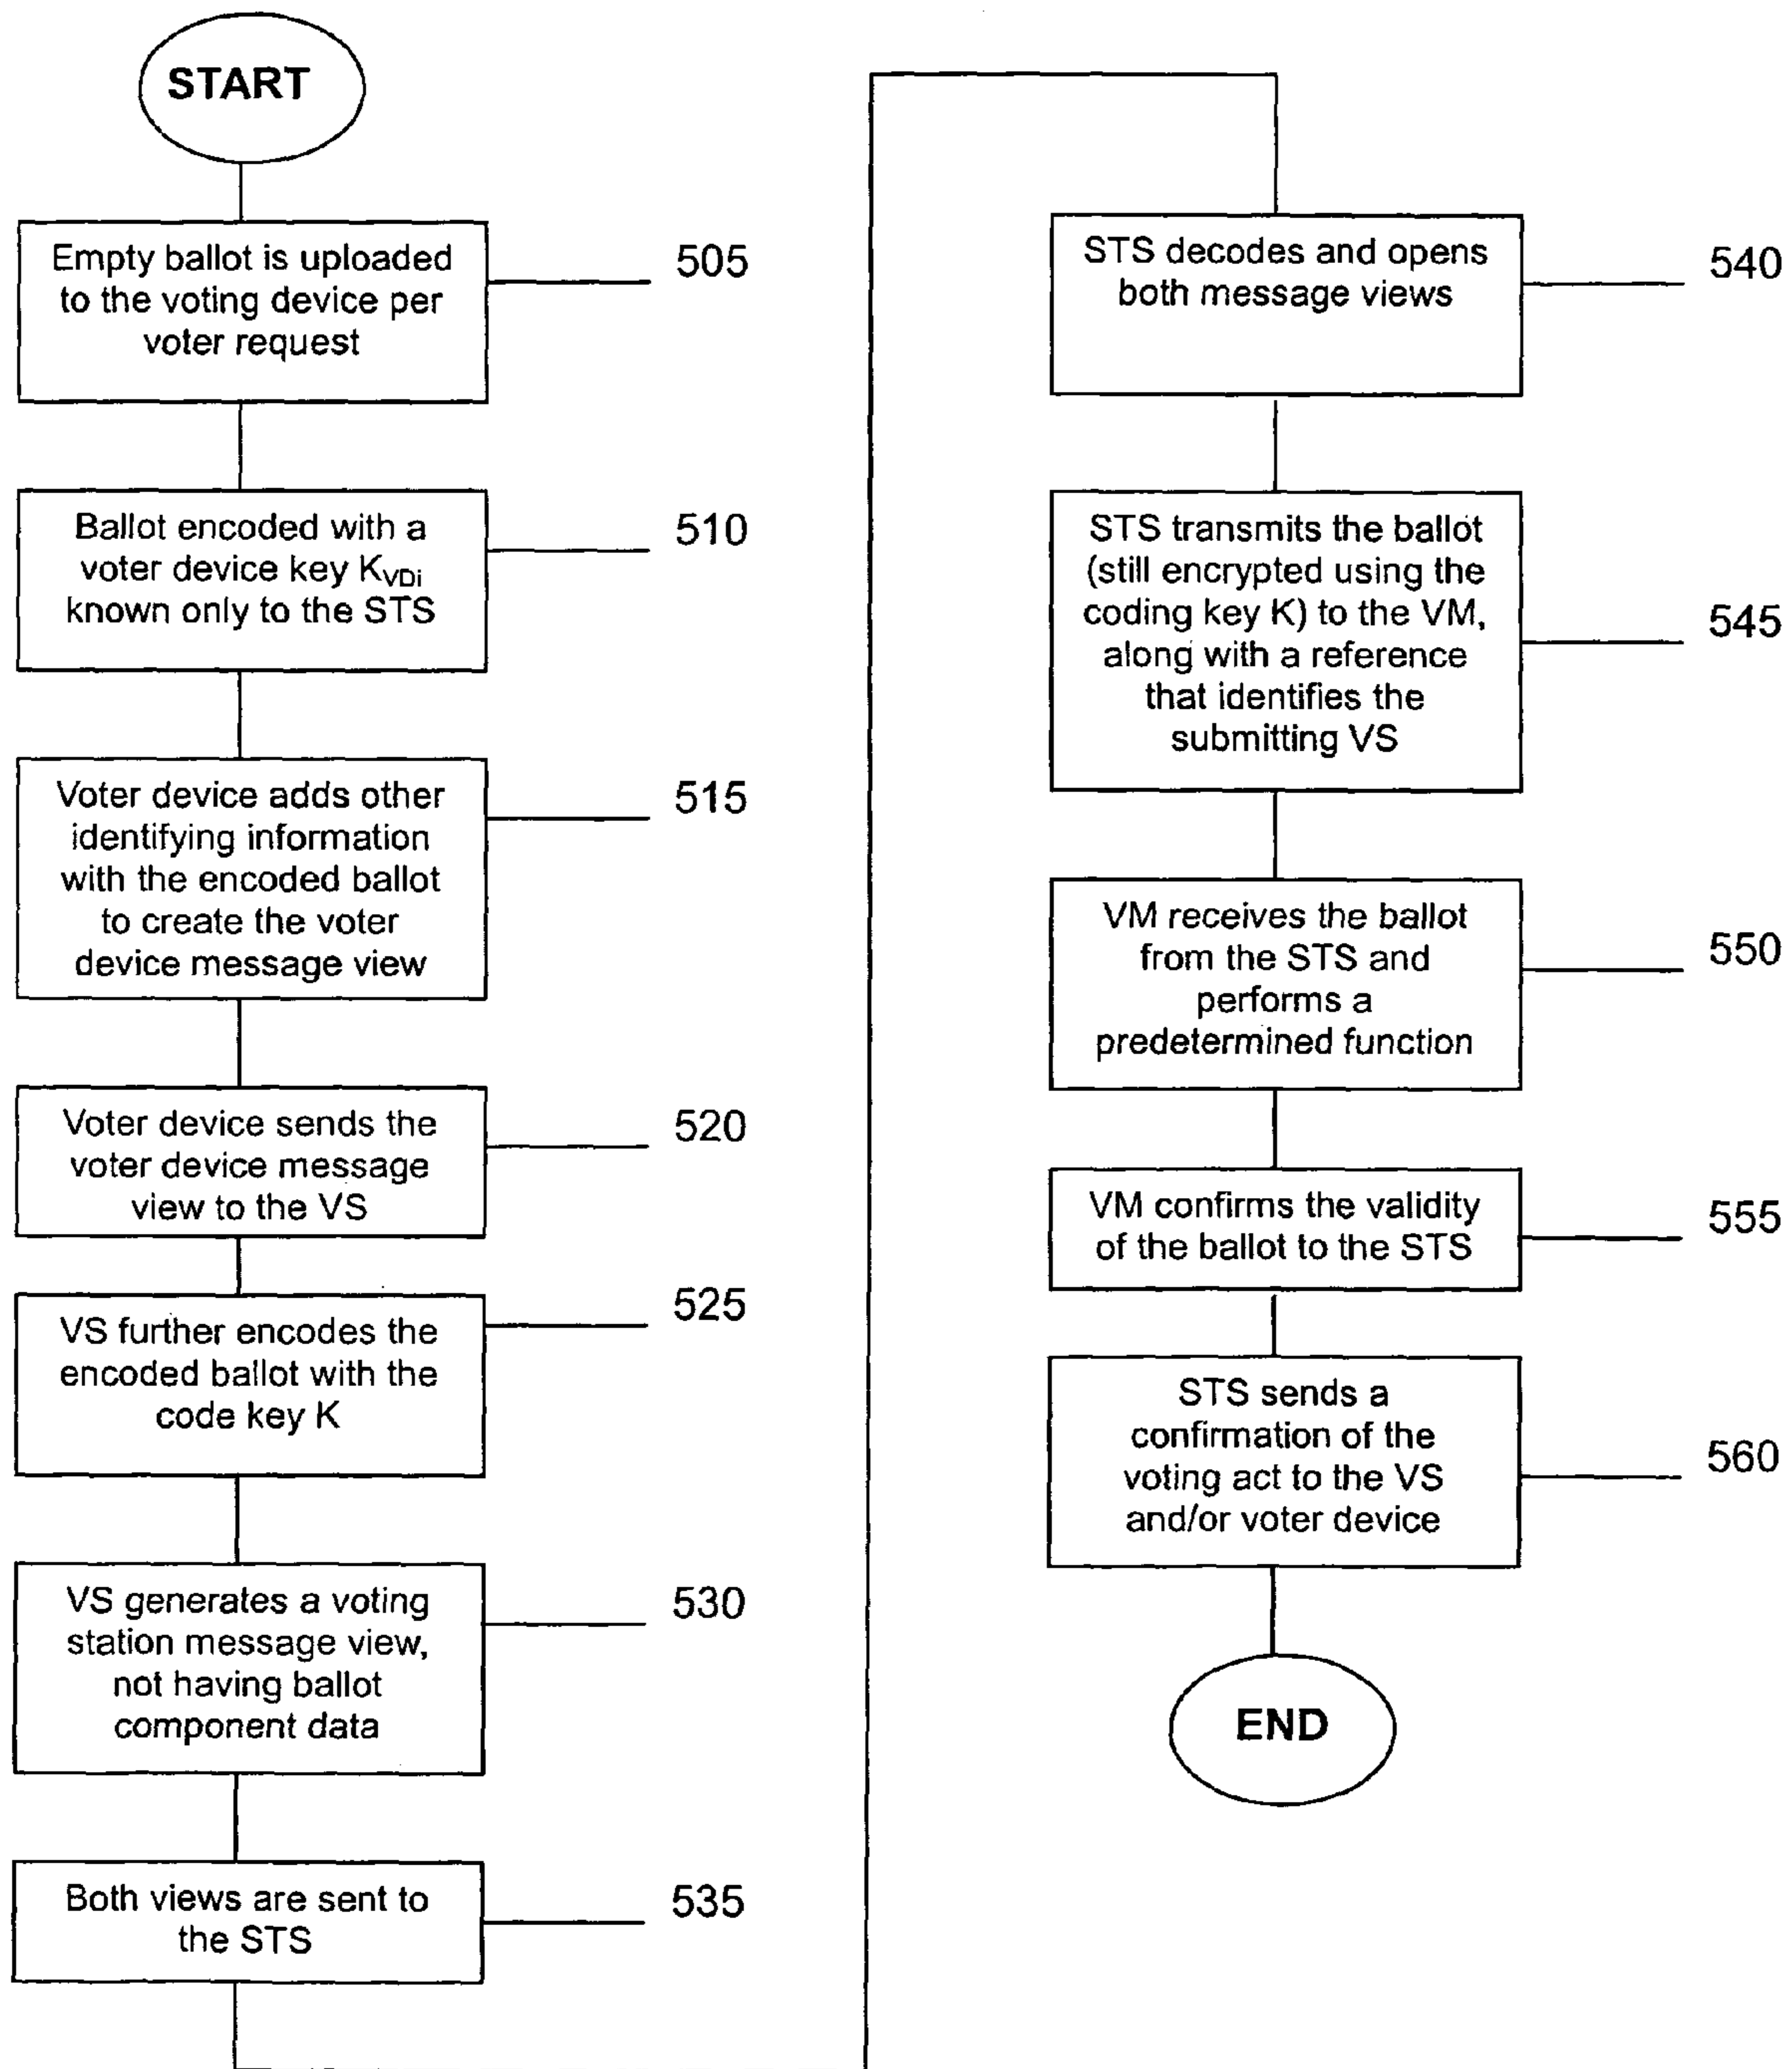 START
Empty ballot is uploaded
to the voting device per
voter request
505
Ballot encoded with a
voter device key KVDi
known only to the STS
510
Voter device adds other
identifying information
with the encoded ballot
to create the voter
device message view
515
Voter device sends the
voter device message
view to the VS
520
VS further encodes the
encoded ballot with the
code key K
525
VS generates a voting
station message view,
not having ballot
component data
530
Both views are sent to
the STS
535
STS decodes and opens
both message views
540
STS transmits the ballot
(still encrypted using the
coding key K) to the VM,
along with a reference
that identifies the
submitting VS
545
VM receives the ballot
from the STS and
performs a
predetermined function
550
VM confirms the validity
of the ballot to the STS
555
STS sends a
confirmation of the
voting act to the VS
and/or voter device
560
END